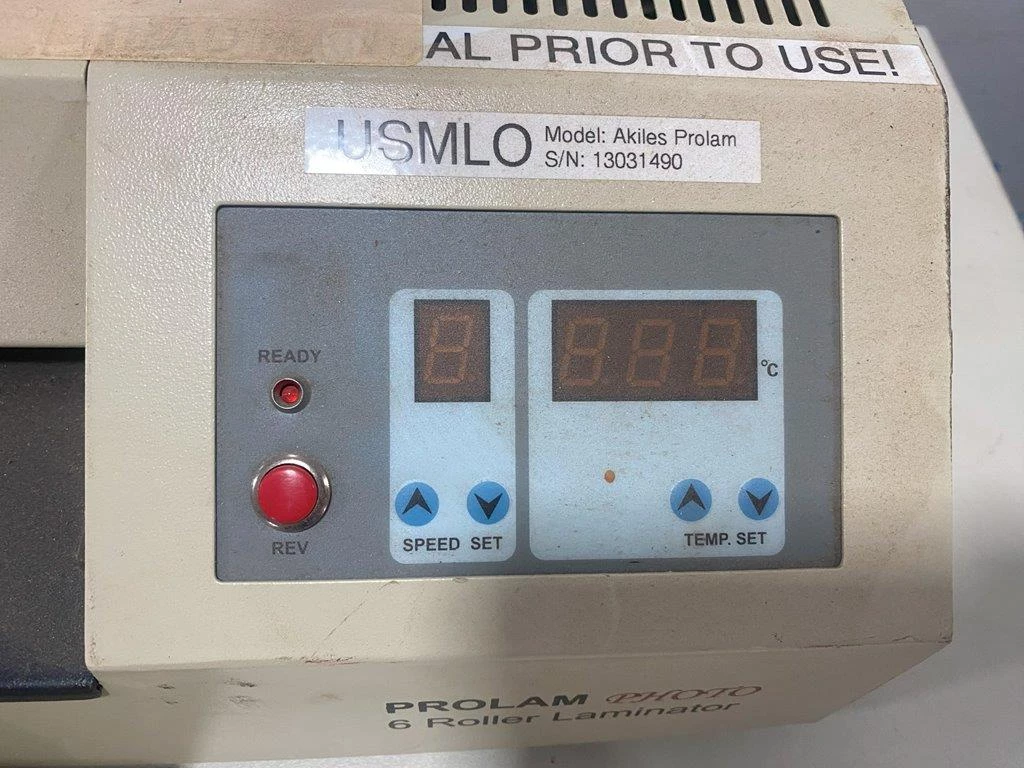 AL PRIOR TO USE!
USMLO
Model: Akiles Prolam
S/N: 13031490
READY
°C
REV
SPEED SET
TEMP. SET
PROLAM PHOTO
6 Roller Laminator